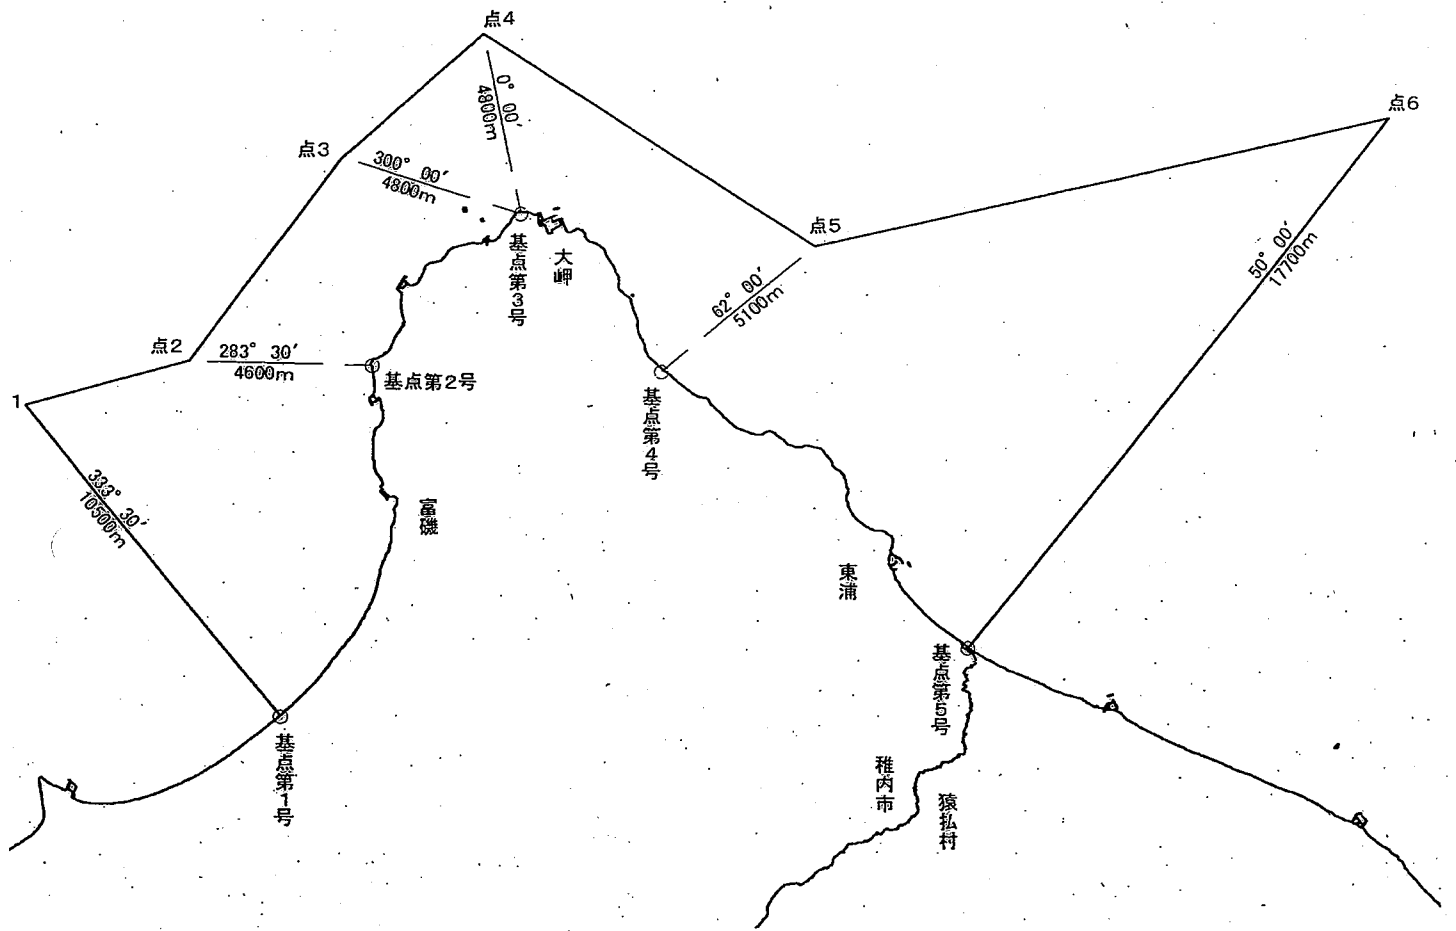 点4
0° 00′
4800m
点3
300° 00′
4800m
点6
点5
62° 00′
5100m
50° 00′
17700m
基点第3号
大岬
点2
283° 30′
4600m
基点第2号
1
333° 30′
10500m
基点第4号
富磯
東浦
基点第5号
基点第1号
稚内市
猿払村